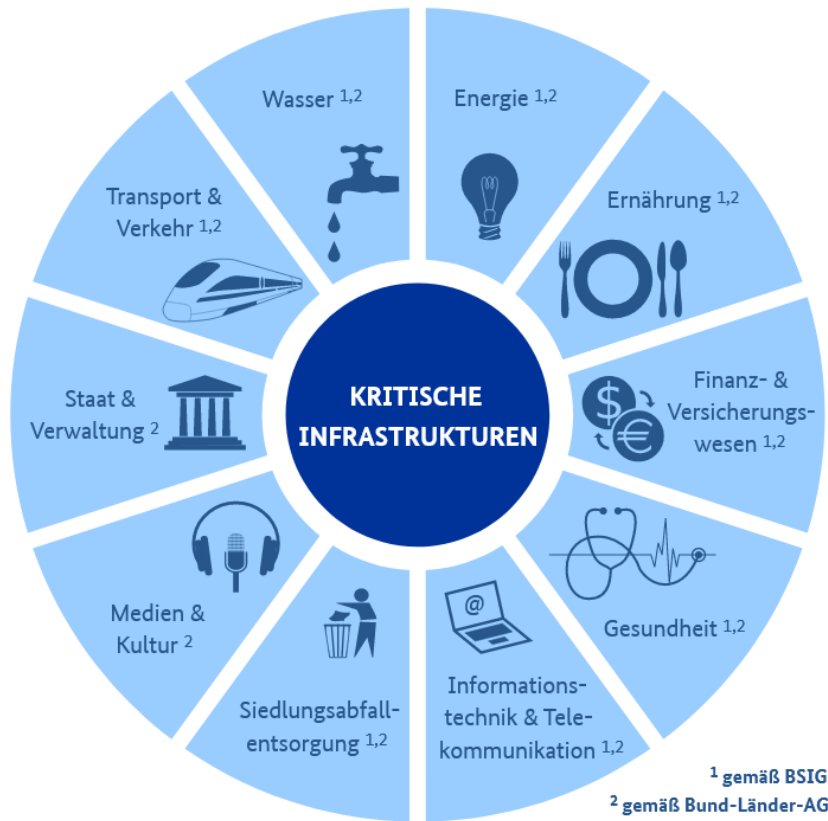 Wasser 1,2
Energie 1,2
Transport &
Verkehr 1,2
Ernährung 1,2
Staat &
Verwaltung 2
KRITISCHE
INFRASTRUKTUREN
$
€
Finanz- &
Versicherungs-
wesen 1,2
Medien &
Kultur 2
Gesundheit 1,2
@
Siedlungsabfall-
entsorgung 1,2
Informations-
technik & Tele-
kommunikation 1,2
1 gemäß BSIG
2 gemäß Bund-Länder-AG